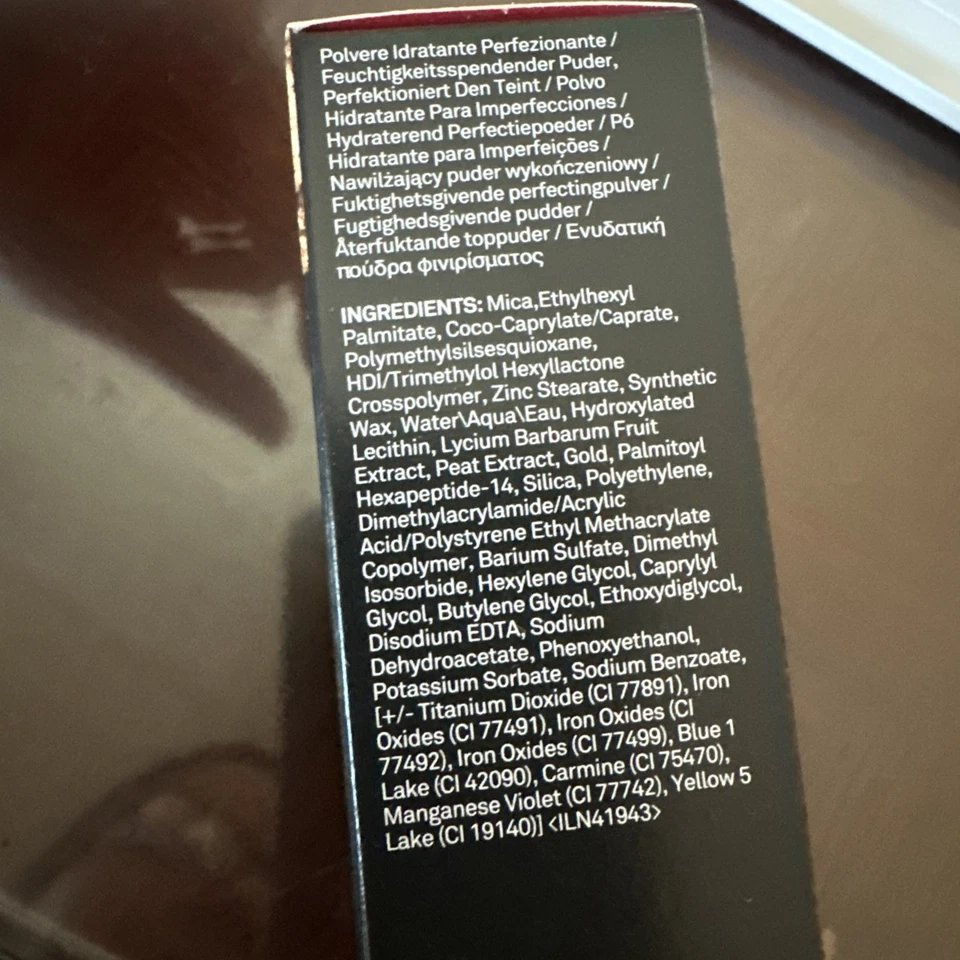 Polvere Idratante Perfezionante /
Feuchtigkeitsspendender Puder,
Perfektioniert Den Teint / Polvo
Hidratante Para Imperfecciones /
Hydraterend Perfectiepoeder / Pó
Hidratante para Imperfeições /
Nawilżający puder wykończeniowy /
Fuktighetsgivende perfectingpulver /
Fugtighedsgivende pudder /
Återfuktande toppuder / Ενυδατική
πούδρα φινιρίσματος
INGREDIENTS: Mica,Ethylhexyl
Palmitate, Coco-Caprylate/Caprate,
Polymethylsilsesquioxane,
HDI/Trimethylol Hexyllactone
Crosspolymer, Zinc Stearate, Synthetic
Wax, Water\Aqua\Eau, Hydroxylated
Lecithin, Lycium Barbarum Fruit
Extract, Peat Extract, Gold, Palmitoyl
Hexapeptide-14, Silica, Polyethylene,
Dimethylacrylamide/Acrylic
Acid/Polystyrene Ethyl Methacrylate
Copolymer, Barium Sulfate, Dimethyl
Isosorbide, Hexylene Glycol, Caprylyl
Glycol, Butylene Glycol, Ethoxydiglycol,
Disodium EDTA, Sodium
Dehydroacetate, Phenoxyethanol,
Potassium Sorbate, Sodium Benzoate,
[+/- Titanium Dioxide (CI 77891), Iron
Oxides (CI 77491), Iron Oxides (CI
77492), Iron Oxides (CI 77499), Blue 1
Lake (CI 42090), Carmine (CI 75470),
Manganese Violet (CI 77742), Yellow 5
Lake (CI 19140)] <ILN41943>